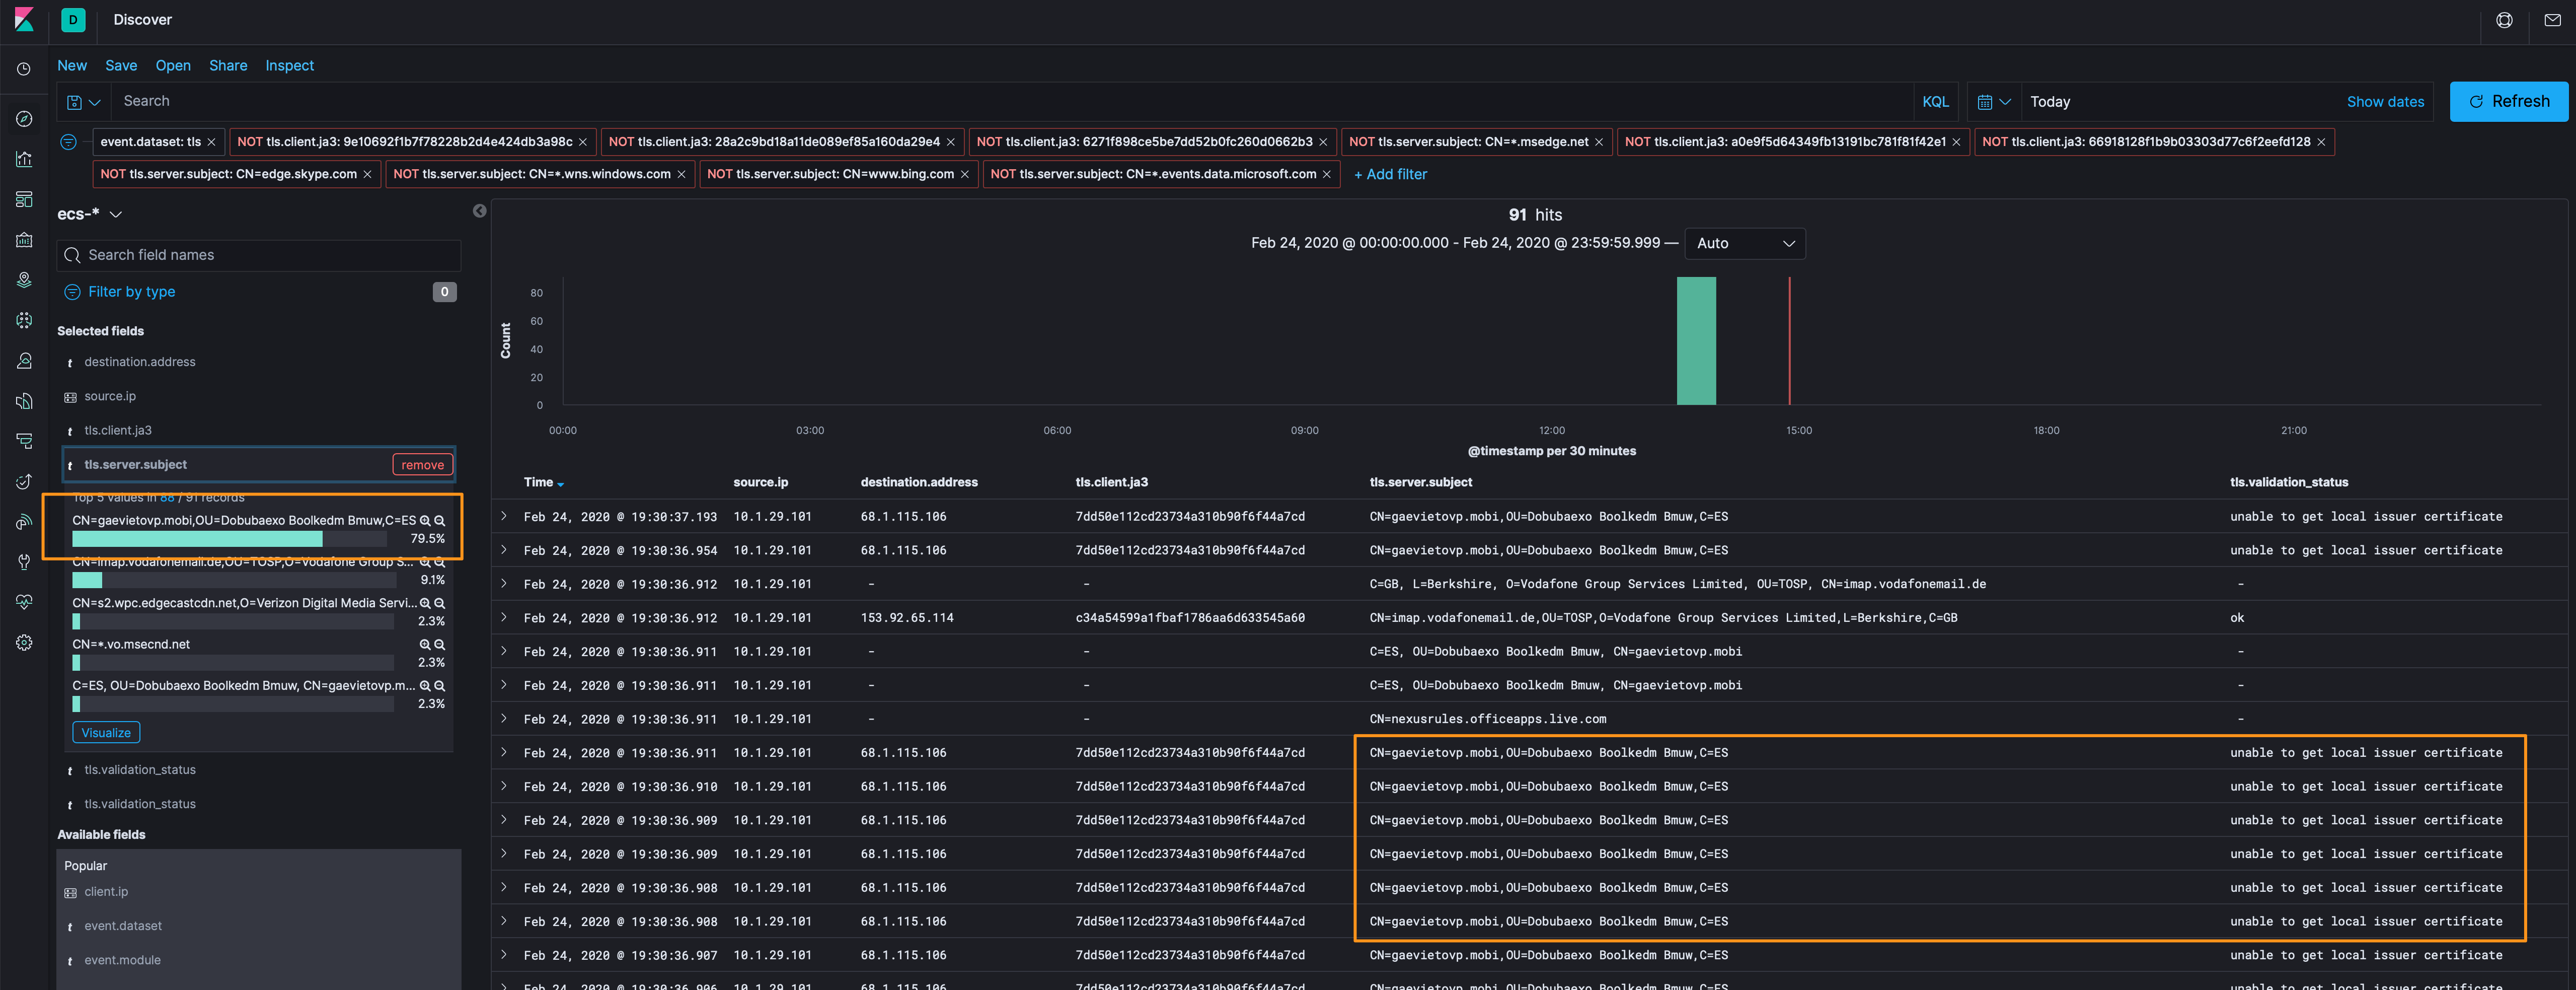 D Discover
New Save Open Share Inspect
Search KQL Today Show dates Refresh
event.dataset: tls × NOT tls.client.ja3: 9e10692f1b7f78228b2d4e424db3a98c × NOT tls.client.ja3: 28a2c9bd18a11de089ef85a160da29e4 × NOT tls.client.ja3: 6271f898ce5be7dd52b0fc260d0662b3 × NOT tls.server.subject: CN=*.msedge.net × NOT tls.client.ja3: a0e9f5d64349fb13191bc781f81f42e1 × NOT tls.client.ja3: 66918128f1b9b03303d77c6f2eefd128 ×
NOT tls.server.subject: CN=edge.skype.com × NOT tls.server.subject: CN=*.wns.windows.com × NOT tls.server.subject: CN=www.bing.com × NOT tls.server.subject: CN=*.events.data.microsoft.com × + Add filter
ecs-*
Search field names
Filter by type 0
Selected fields
t destination.address
source.ip
t tls.client.ja3
t tls.server.subject remove
Top 5 values in 88 / 91 records
CN=gaevietovp.mobi,OU=Dobubaexo Boolkedm Bmuw,C=ES
79.5%
CN=imap.vodafonemail.de,OU=TOSP,O=Vodafone Group S...
9.1%
CN=s2.wpc.edgecastcdn.net,O=Verizon Digital Media Servi...
2.3%
CN=*.vo.msecnd.net
2.3%
C=ES, OU=Dobubaexo Boolkedm Bmuw, CN=gaevietovp.m...
2.3%
Visualize
t tls.validation_status
t tls.validation_status
Available fields
Popular
client.ip
t event.dataset
t event.module
91 hits
Feb 24, 2020 @ 00:00:00.000 - Feb 24, 2020 @ 23:59:59.999 — Auto
Count
80
60
40
20
0
00:00 03:00 06:00 09:00 12:00 15:00 18:00 21:00
@timestamp per 30 minutes
Time source.ip destination.address tls.client.ja3 tls.server.subject tls.validation_status
Feb 24, 2020 @ 19:30:37.193 10.1.29.101 68.1.115.106 7dd50e112cd23734a310b90f6f44a7cd CN=gaevietovp.mobi,OU=Dobubaexo Boolkedm Bmuw,C=ES unable to get local issuer certificate
Feb 24, 2020 @ 19:30:36.954 10.1.29.101 68.1.115.106 7dd50e112cd23734a310b90f6f44a7cd CN=gaevietovp.mobi,OU=Dobubaexo Boolkedm Bmuw,C=ES unable to get local issuer certificate
Feb 24, 2020 @ 19:30:36.912 10.1.29.101 - - C=GB, L=Berkshire, O=Vodafone Group Services Limited, OU=TOSP, CN=imap.vodafonemail.de -
Feb 24, 2020 @ 19:30:36.912 10.1.29.101 153.92.65.114 c34a54599a1fbaf1786aa6d633545a60 CN=imap.vodafonemail.de,OU=TOSP,O=Vodafone Group Services Limited,L=Berkshire,C=GB ok
Feb 24, 2020 @ 19:30:36.911 10.1.29.101 - - C=ES, OU=Dobubaexo Boolkedm Bmuw, CN=gaevietovp.mobi -
Feb 24, 2020 @ 19:30:36.911 10.1.29.101 - - C=ES, OU=Dobubaexo Boolkedm Bmuw, CN=gaevietovp.mobi -
Feb 24, 2020 @ 19:30:36.911 10.1.29.101 - - CN=nexusrules.officeapps.live.com -
Feb 24, 2020 @ 19:30:36.911 10.1.29.101 68.1.115.106 7dd50e112cd23734a310b90f6f44a7cd CN=gaevietovp.mobi,OU=Dobubaexo Boolkedm Bmuw,C=ES unable to get local issuer certificate
Feb 24, 2020 @ 19:30:36.910 10.1.29.101 68.1.115.106 7dd50e112cd23734a310b90f6f44a7cd CN=gaevietovp.mobi,OU=Dobubaexo Boolkedm Bmuw,C=ES unable to get local issuer certificate
Feb 24, 2020 @ 19:30:36.909 10.1.29.101 68.1.115.106 7dd50e112cd23734a310b90f6f44a7cd CN=gaevietovp.mobi,OU=Dobubaexo Boolkedm Bmuw,C=ES unable to get local issuer certificate
Feb 24, 2020 @ 19:30:36.909 10.1.29.101 68.1.115.106 7dd50e112cd23734a310b90f6f44a7cd CN=gaevietovp.mobi,OU=Dobubaexo Boolkedm Bmuw,C=ES unable to get local issuer certificate
Feb 24, 2020 @ 19:30:36.908 10.1.29.101 68.1.115.106 7dd50e112cd23734a310b90f6f44a7cd CN=gaevietovp.mobi,OU=Dobubaexo Boolkedm Bmuw,C=ES unable to get local issuer certificate
Feb 24, 2020 @ 19:30:36.908 10.1.29.101 68.1.115.106 7dd50e112cd23734a310b90f6f44a7cd CN=gaevietovp.mobi,OU=Dobubaexo Boolkedm Bmuw,C=ES unable to get local issuer certificate
Feb 24, 2020 @ 19:30:36.907 10.1.29.101 68.1.115.106 7dd50e112cd23734a310b90f6f44a7cd CN=gaevietovp.mobi,OU=Dobubaexo Boolkedm Bmuw,C=ES unable to get local issuer certificate
Feb 24, 2020 @ 19:30:36.906 10.1.29.101 68.1.115.106 7dd50e112cd23734a310b90f6f44a7cd CN=gaevietovp.mobi,OU=Dobubaexo Boolkedm Bmuw,C=ES unable to get local issuer certificate